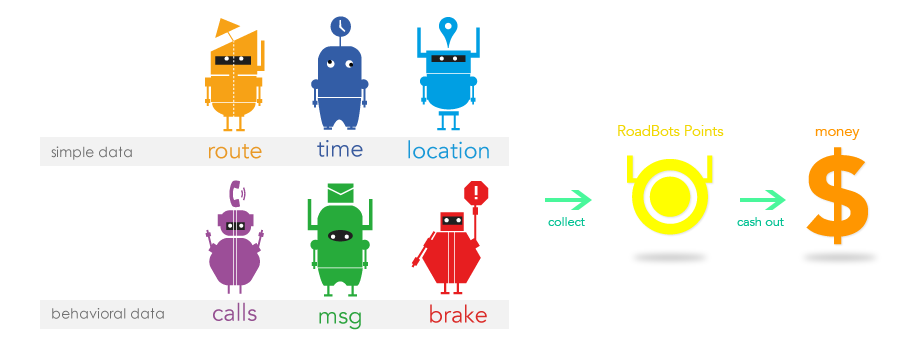 route
time
location
simple data
calls
msg
brake
behavioral data
collect
RoadBots Points
cash out
money
$